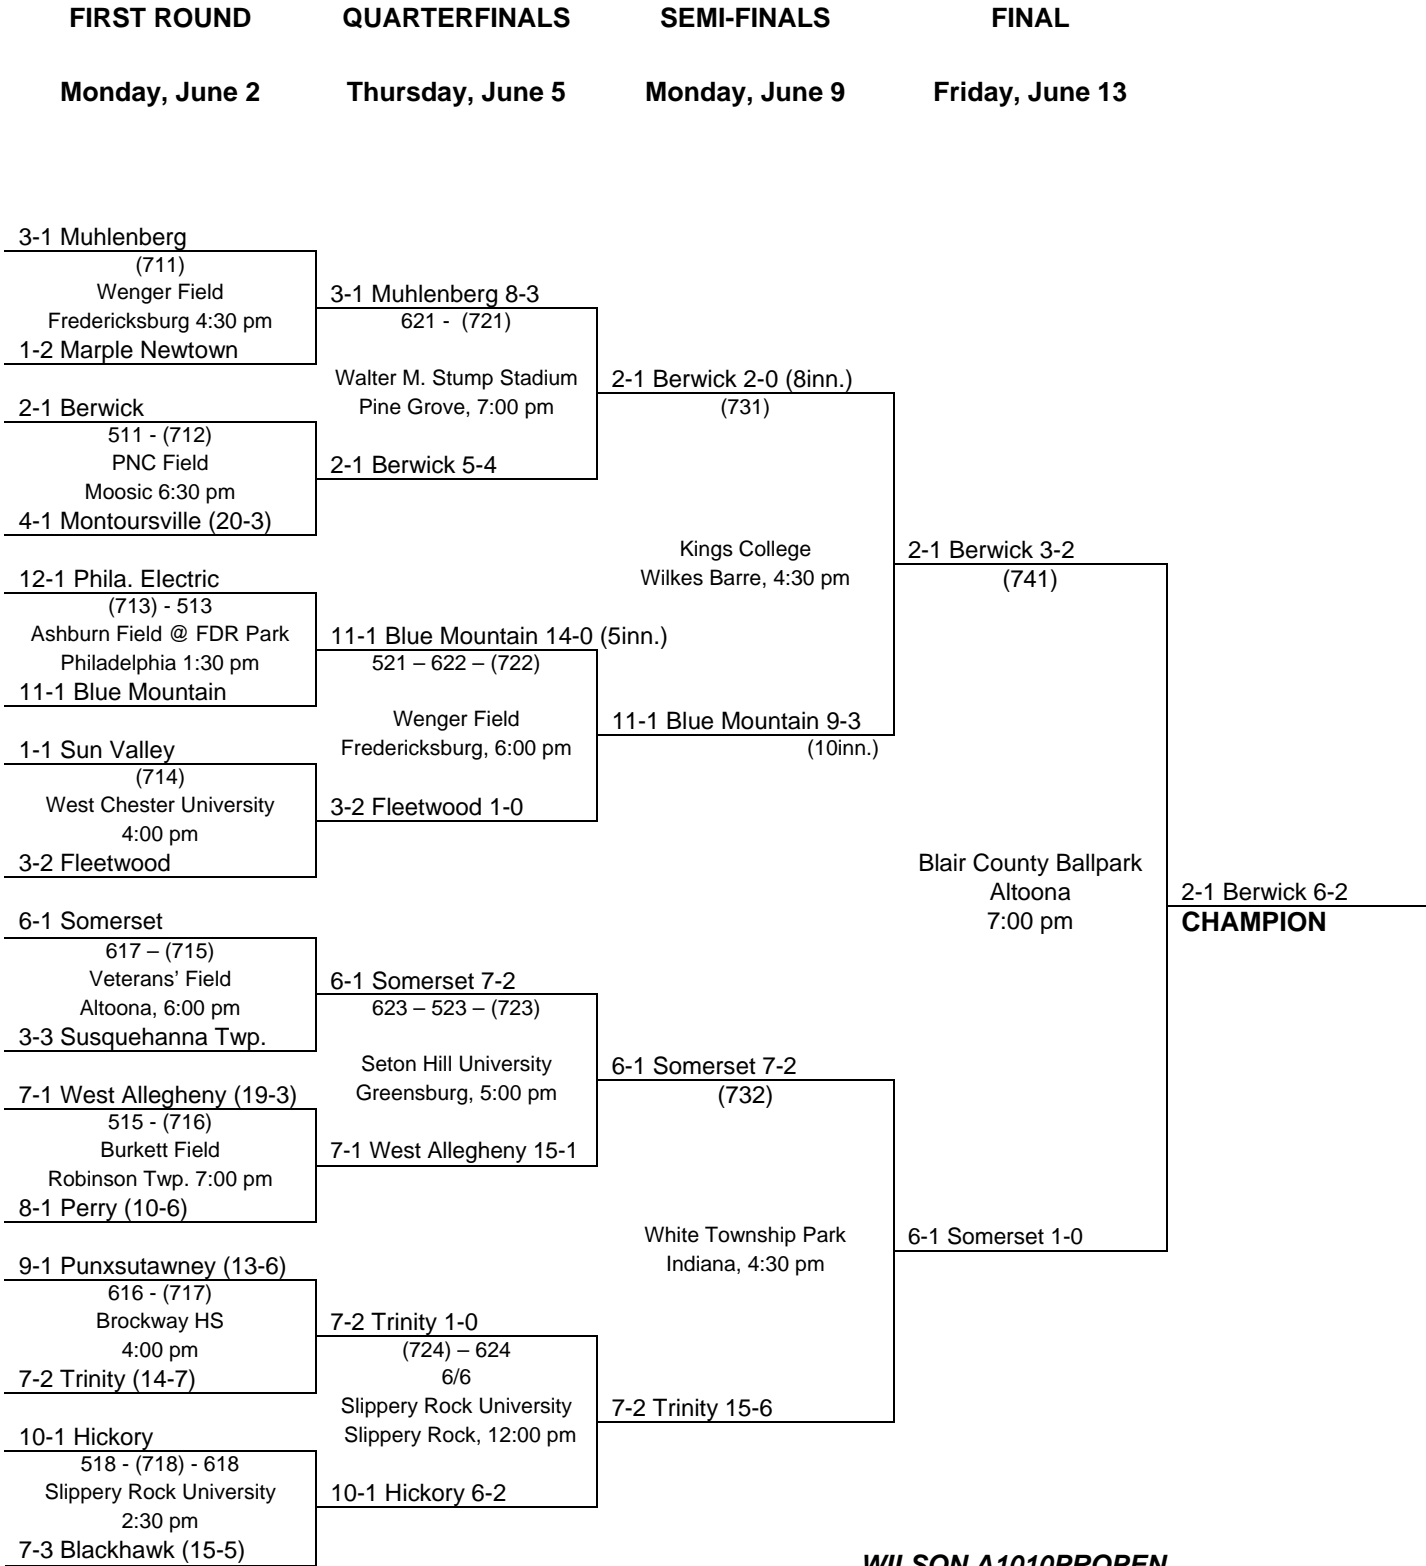 FIRST ROUND
QUARTERFINALS
SEMI-FINALS
FINAL
Monday, June 2
Thursday, June 5
Monday, June 9
Friday, June 13
3-1 Muhlenberg
(711)
Wenger Field
Fredericksburg 4:30 pm
1-2 Marple Newtown
2-1 Berwick
511 - (712)
PNC Field
Moosic 6:30 pm
4-1 Montoursville (20-3)
12-1 Phila. Electric
(713) - 513
Ashburn Field @ FDR Park
Philadelphia 1:30 pm
11-1 Blue Mountain
1-1 Sun Valley
(714)
West Chester University
4:00 pm
3-2 Fleetwood
6-1 Somerset
617 – (715)
Veterans’ Field
Altoona, 6:00 pm
3-3 Susquehanna Twp.
7-1 West Allegheny (19-3)
515 - (716)
Burkett Field
Robinson Twp. 7:00 pm
8-1 Perry (10-6)
9-1 Punxsutawney (13-6)
616 - (717)
Brockway HS
4:00 pm
7-2 Trinity (14-7)
10-1 Hickory
518 - (718) - 618
Slippery Rock University
2:30 pm
7-3 Blackhawk (15-5)
3-1 Muhlenberg 8-3
621 - (721)
Walter M. Stump Stadium
Pine Grove, 7:00 pm
2-1 Berwick 5-4
11-1 Blue Mountain 14-0 (5inn.)
521 – 622 – (722)
Wenger Field
Fredericksburg, 6:00 pm
3-2 Fleetwood 1-0
6-1 Somerset 7-2
623 – 523 – (723)
Seton Hill University
Greensburg, 5:00 pm
7-1 West Allegheny 15-1
7-2 Trinity 1-0
(724) – 624
6/6
Slippery Rock University
Slippery Rock, 12:00 pm
10-1 Hickory 6-2
2-1 Berwick 2-0 (8inn.)
(731)
Kings College
Wilkes Barre, 4:30 pm
11-1 Blue Mountain 9-3
(10inn.)
6-1 Somerset 7-2
(732)
White Township Park
Indiana, 4:30 pm
7-2 Trinity 15-6
2-1 Berwick 3-2
(741)
Blair County Ballpark
Altoona
7:00 pm
6-1 Somerset 1-0
2-1 Berwick 6-2
CHAMPION
WILSON A1010PROPEN